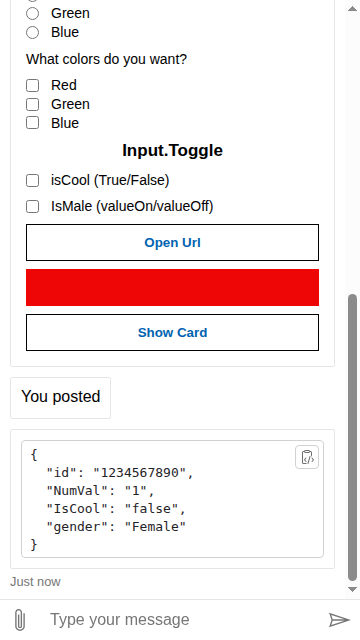 Green
Blue
What colors do you want?
Red
Green
Blue
Input.Toggle
isCool (True/False)
IsMale (valueOn/valueOff)
Open Url
Show Card
You posted
{
  "id": "1234567890",
  "NumVal": "1",
  "IsCool": "false",
  "gender": "Female"
}
Just now
Type your message